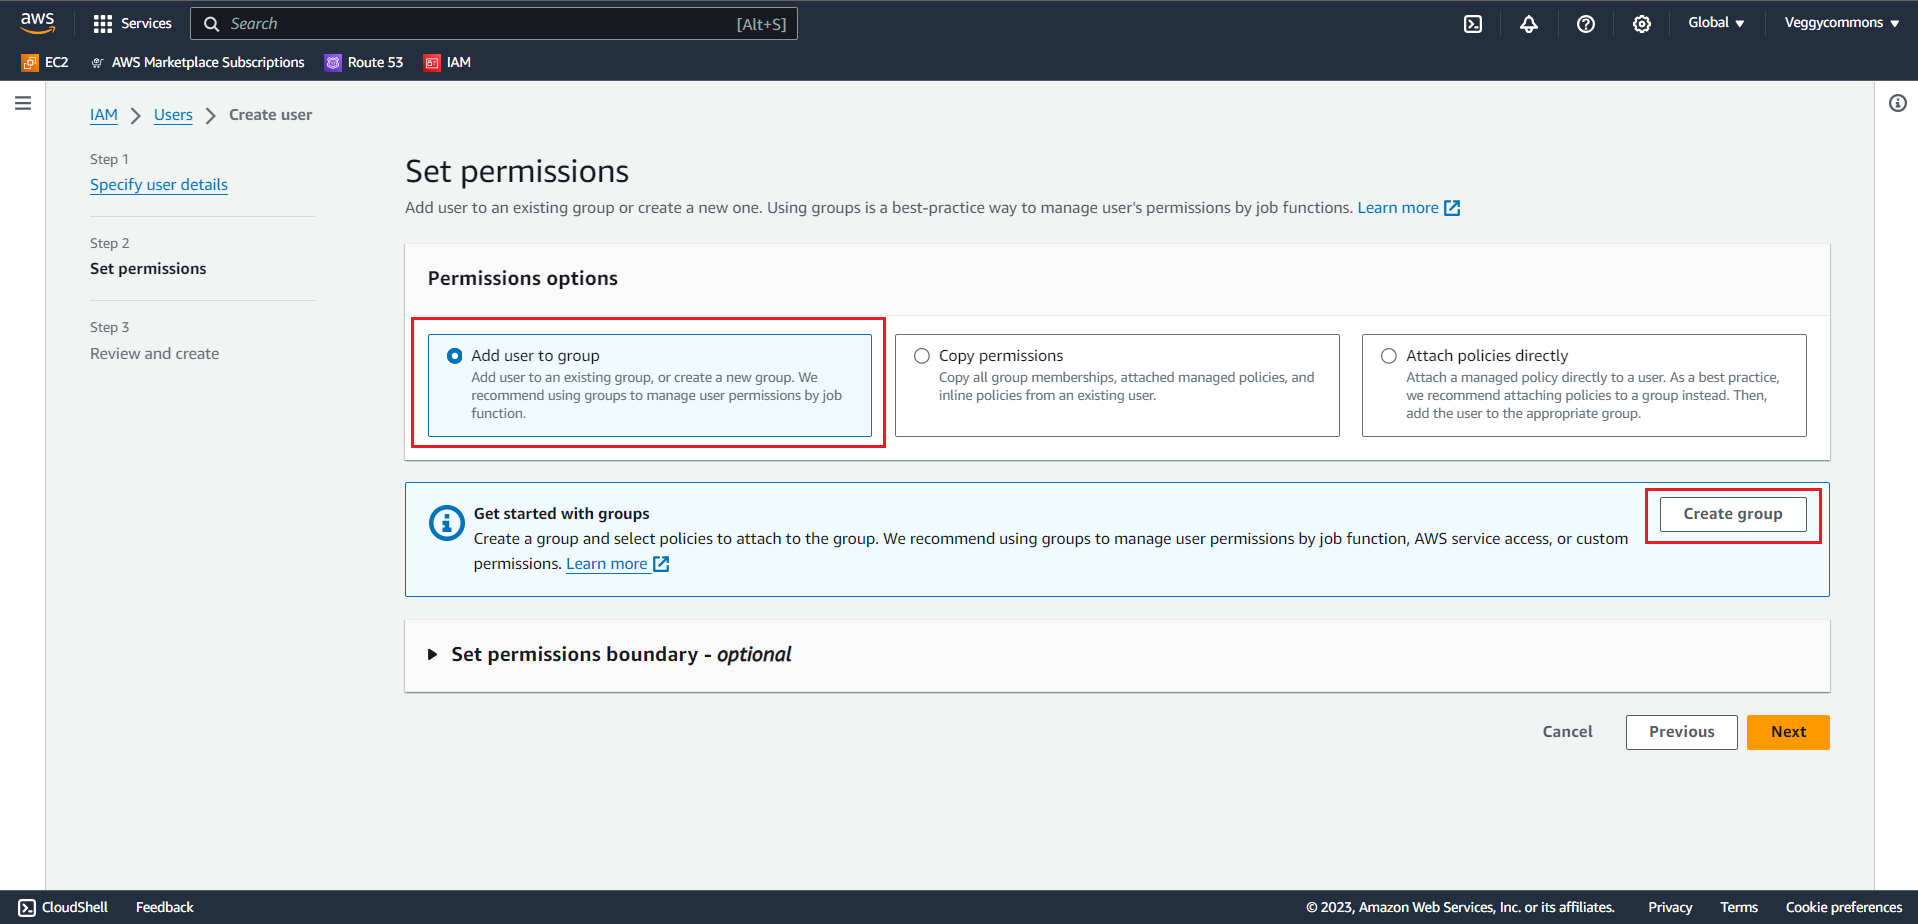 aws
Services
Search
[Alt+S]
Global
Veggycommons
EC2
AWS Marketplace Subscriptions
Route 53
IAM
IAM
Users
Create user
Step 1
Specify user details
Step 2
Set permissions
Step 3
Review and create
Set permissions
Add user to an existing group or create a new one. Using groups is a best-practice way to manage user's permissions by job functions. Learn more
Permissions options
Add user to group
Add user to an existing group, or create a new group. We
recommend using groups to manage user permissions by job
function.
Copy permissions
Copy all group memberships, attached managed policies, and
inline policies from an existing user.
Attach policies directly
Attach a managed policy directly to a user. As a best practice,
we recommend attaching policies to a group instead. Then,
add the user to the appropriate group.
Get started with groups
Create a group and select policies to attach to the group. We recommend using groups to manage user permissions by job function, AWS service access, or custom
permissions. Learn more
Create group
Set permissions boundary - optional
Cancel
Previous
Next
CloudShell
Feedback
© 2023, Amazon Web Services, Inc. or its affiliates.
Privacy
Terms
Cookie preferences